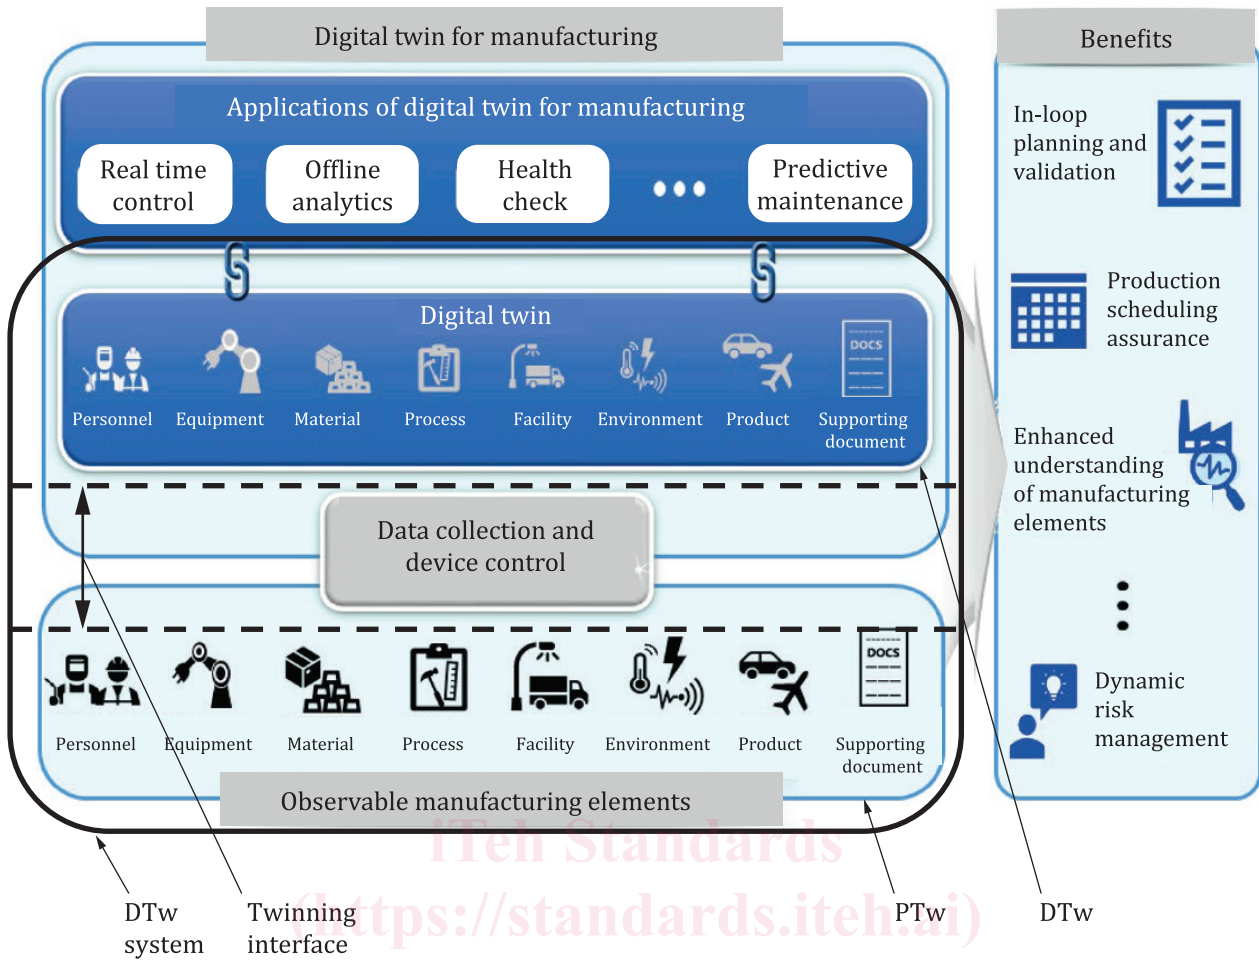 Digital twin for manufacturing
Applications of digital twin for manufacturing
Real time
control
Offline
analytics
Health
check
Predictive
maintenance
Digital twin
DOCS
Personnel
Equipment
Material
Process
Facility
Environment
Product
Supporting
document
Data collection and
device control
DOCS
Personnel
Equipment
Material
Process
Facility
Environment
Product
Supporting
document
Observable manufacturing elements
Benefits
In-loop
planning and
validation
Production
scheduling
assurance
Enhanced
understanding
of manufacturing
elements
Dynamic
risk
management
iTeh Standards
(https://standards.iteh.ai)
DTw
system
Twinning
interface
PTw
DTw